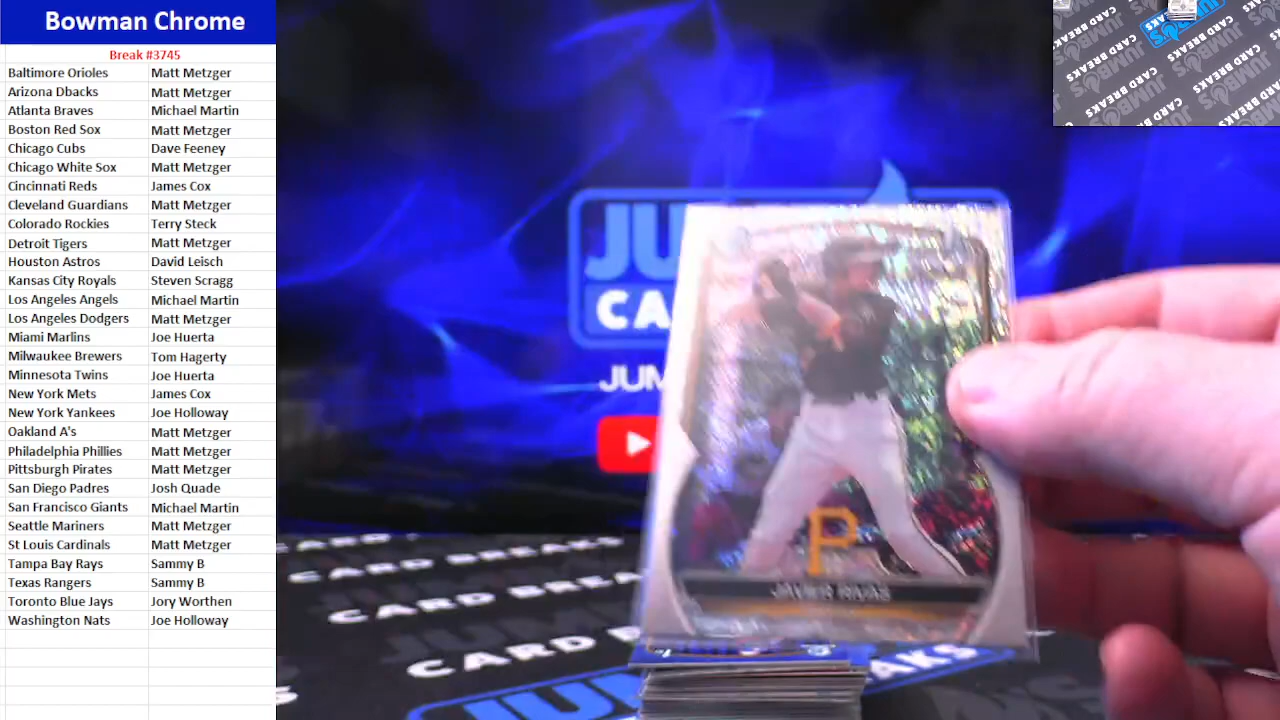 Bowman Chrome
Break #3745
Baltimore Orioles Matt Metzger
Arizona Dbacks Matt Metzger
Atlanta Braves Michael Martin
Boston Red Sox Matt Metzger
Chicago Cubs Dave Feeney
Chicago White Sox Matt Metzger
Cincinnati Reds James Cox
Cleveland Guardians Matt Metzger
Colorado Rockies Terry Steck
Detroit Tigers Matt Metzger
Houston Astros David Leisch
Kansas City Royals Steven Scragg
Los Angeles Angels Michael Martin
Los Angeles Dodgers Matt Metzger
Miami Marlins Joe Huerta
Milwaukee Brewers Tom Hagerty
Minnesota Twins Joe Huerta
New York Mets James Cox
New York Yankees Joe Holloway
Oakland A's Matt Metzger
Philadelphia Phillies Matt Metzger
Pittsburgh Pirates Matt Metzger
San Diego Padres Josh Quade
San Francisco Giants Michael Martin
Seattle Mariners Matt Metzger
St Louis Cardinals Matt Metzger
Tampa Bay Rays Sammy B
Texas Rangers Sammy B
Toronto Blue Jays Jory Worthen
Washington Nats Joe Holloway
JU
CA
JUM
P
JAVIER RIVAS
CARD BREAKS
CARD B
JUMBO'S
CARD BREAKS